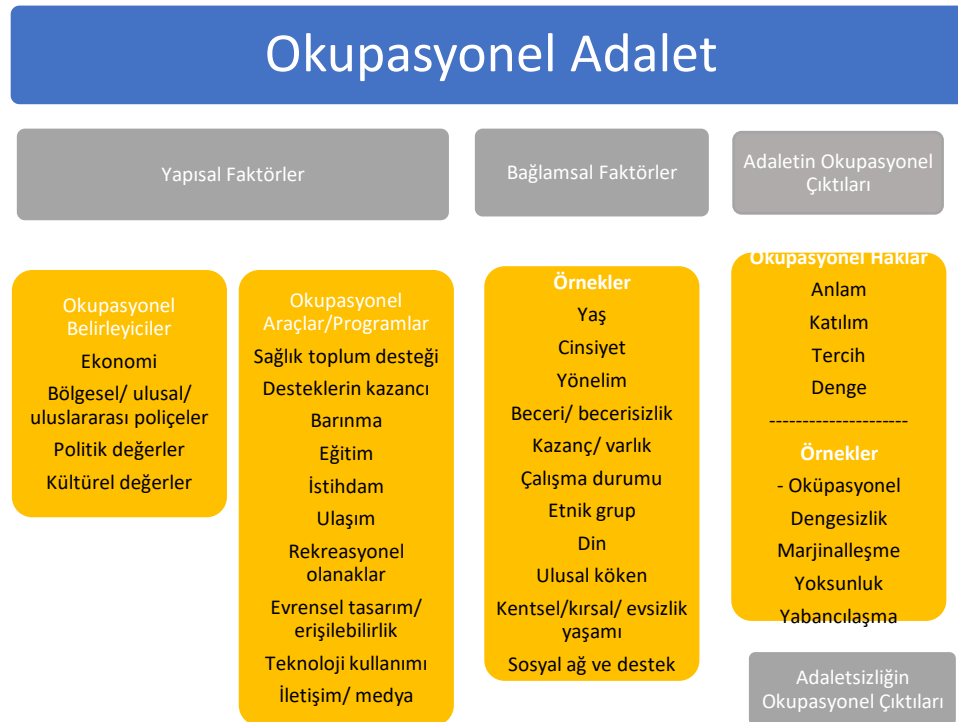 Okupasyonel Adalet
Yapısal Faktörler
Bağlamsal Faktörler
Adaletin Okupasyonel
Çıktıları
Okupasyonel
Belirleyiciler
Ekonomi
Bölgesel/ ulusal/
uluslararası poliçeler
Politik değerler
Kültürel değerler
Okupasyonel
Araçlar/Programlar
Sağlık toplum desteği
Desteklerin kazancı
Barınma
Eğitim
İstihdam
Ulaşım
Rekreasyonel
olanaklar
Evrensel tasarım/
erişilebilirlik
Teknoloji kullanımı
İletişim/ medya
Örnekler
Yaş
Cinsiyet
Yönelim
Beceri/ becerisizlik
Kazanç/ varlık
Çalışma durumu
Etnik grup
Din
Ulusal köken
Kentsel/kırsal/ evsizlik
yaşamı
Sosyal ağ ve destek
Okupasyonel Haklar
Anlam
Katılım
Tercih
Denge
---------------------
Örnekler
- Oküpasyonel
Dengesizlik
Marjinalleşme
Yoksunluk
Yabancılaşma
Adaletsizliğin
Okupasyonel Çıktıları